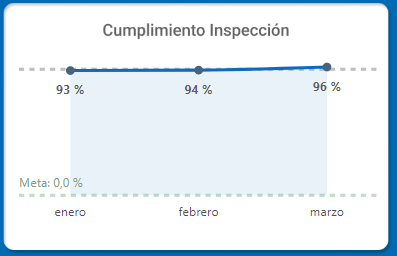 Cumplimiento Inspección
93 %
94 %
96 %
Meta: 0,0 %
enero
febrero
marzo